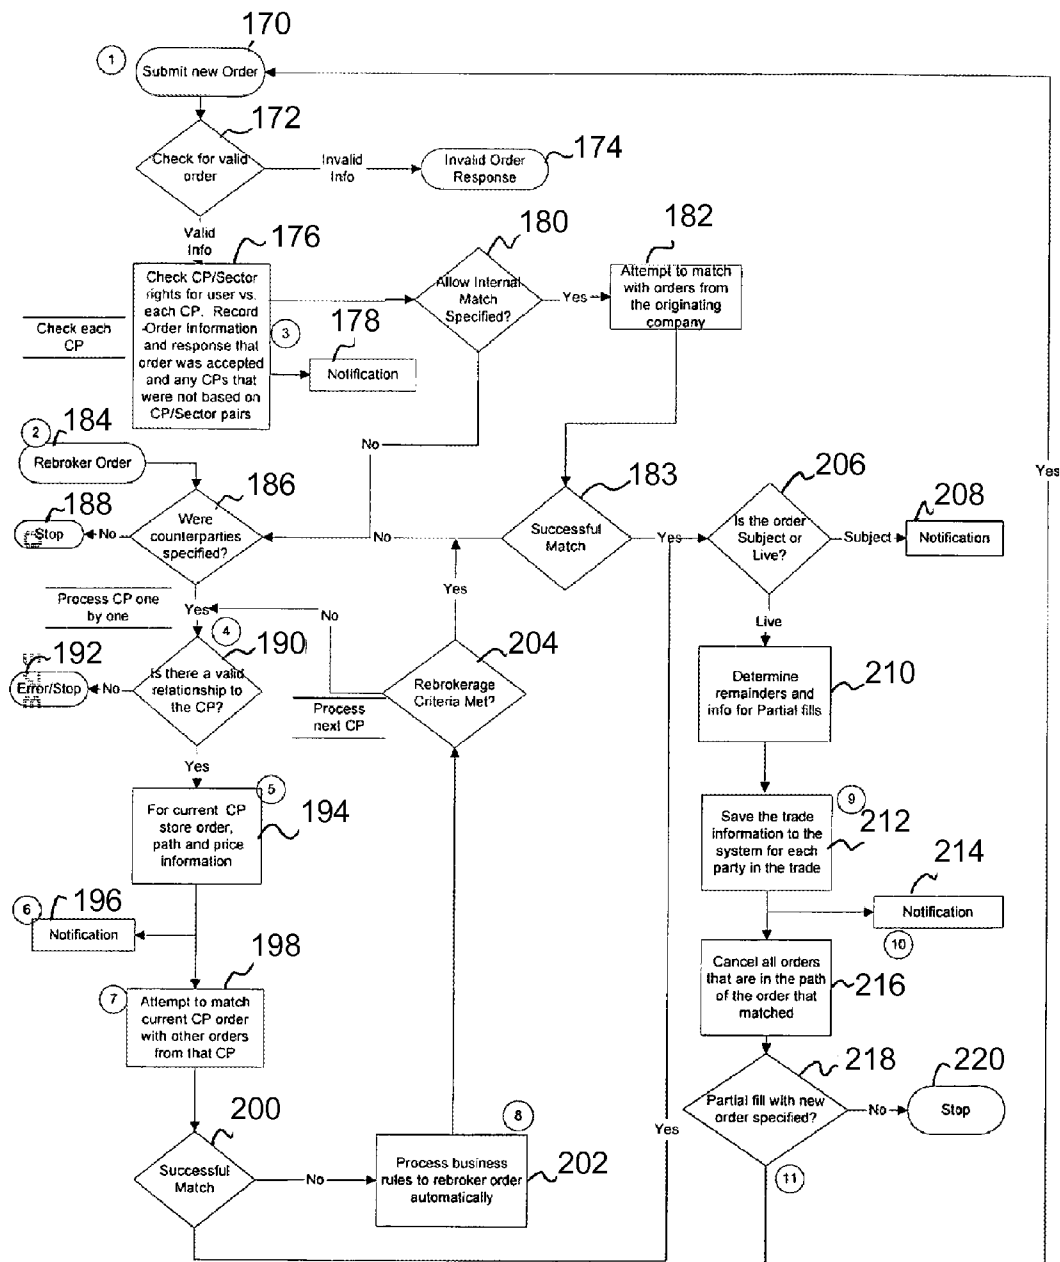 170
1
Submit new Order
172
Check for valid
order
Invalid
Info
Invalid Order
Response
174
Valid
Info
176
Check CP/Sector
rights for user vs.
each CP. Record
Order Information
and response that
order was accepted
and any CPs that
were not based on
CP/Sector pairs
3
Check each
CP
178
Notification
180
Allow Internal
Match
Specified?
Yes
182
Attempt to match
with orders from
the originating
company
No
2
184
Rebroker Order
186
Were
counterparties
specified?
188
Stop
No
No
183
Successful
Match
Yes
206
Is the order
Subject or
Live?
Subject
208
Notification
Yes
Process CP one
by one
Yes
4
190
Is there a valid
relationship to
the CP?
192
Error/Stop
No
No
Yes
204
Rebrokerage
Criteria Met?
Process
next CP
Live
210
Determine
remainders and
info for Partial fills
Yes
5
194
For current CP
store order,
path and price
information
9
212
Save the trade
information to the
system for each
party in the trade
214
Notification
10
6
196
Notification
198
7
Attempt to match
current CP order
with other orders
from that CP
Cancel all orders
that are in the path
of the order that
matched
216
218
Partial fill with new
order specified?
No
220
Stop
200
Successful
Match
No
8
Process business
rules to rebroker order
automatically
202
Yes
11